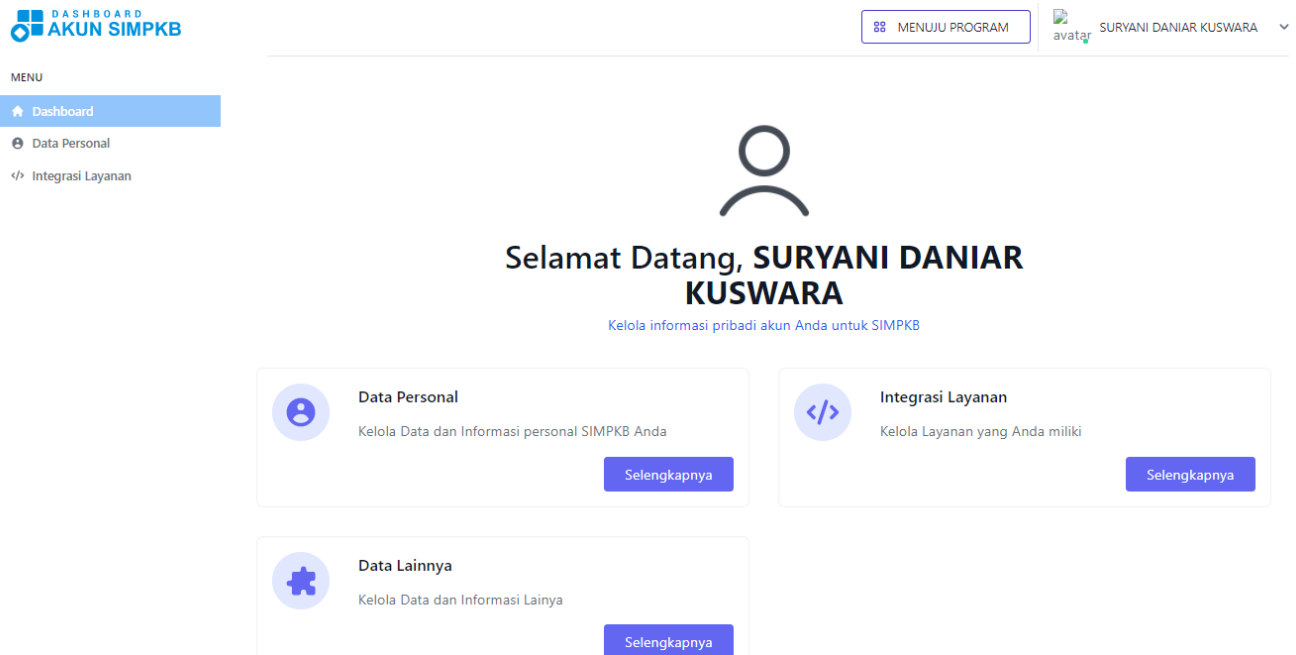 DASHBOARD
AKUN SIMPKB
MENUJU PROGRAM
avatar
SURYANI DANIAR KUSWARA
MENU
Dashboard
Data Personal
Integrasi Layanan
Selamat Datang, SURYANI DANIAR
KUSWARA
Kelola informasi pribadi akun Anda untuk SIMPKB
Data Personal
Kelola Data dan Informasi personal SIMPKB Anda
Selengkapnya
Integrasi Layanan
Kelola Layanan yang Anda miliki
Selengkapnya
Data Lainnya
Kelola Data dan Informasi Lainya
Selengkapnya